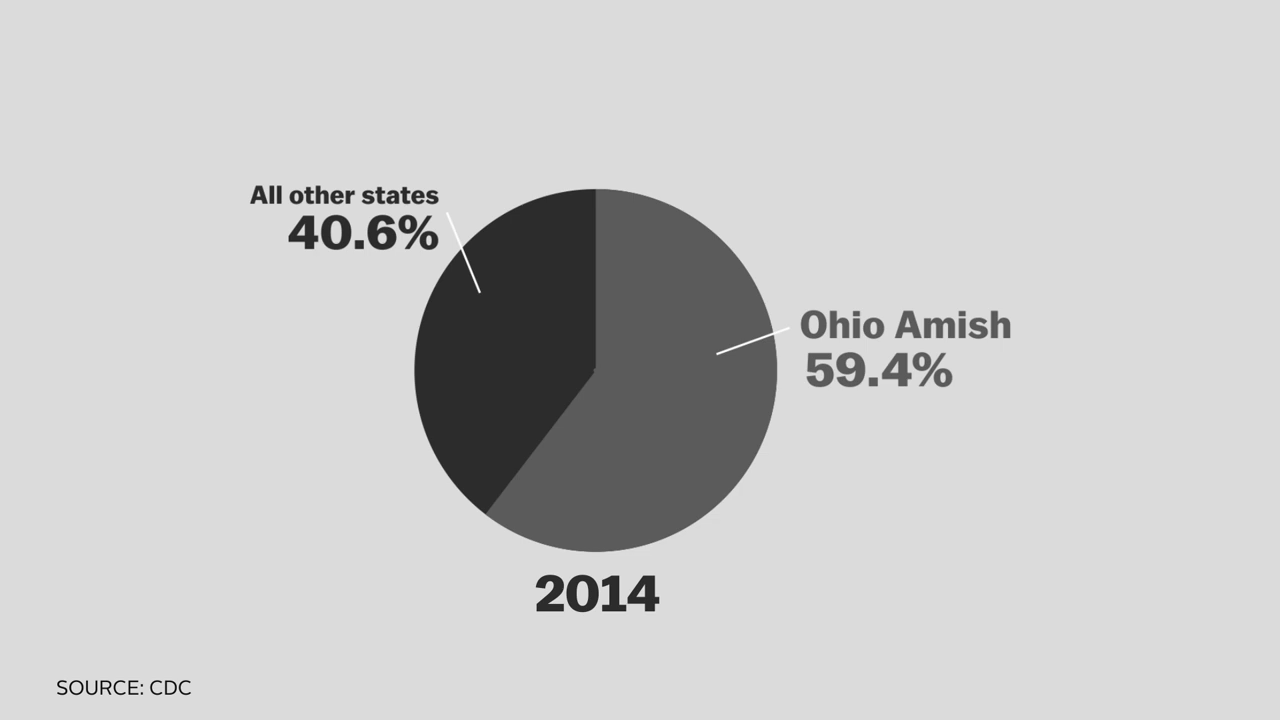 All other states
40.6%
Ohio Amish
59.4%
2014
SOURCE: CDC